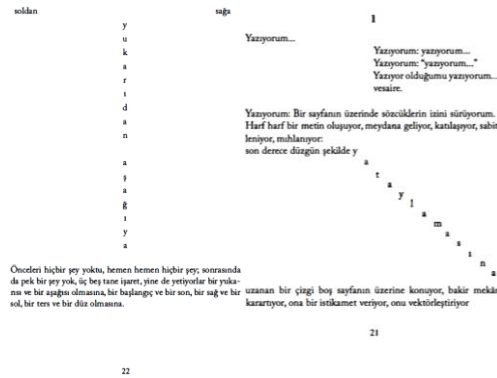 soldan sağa
yukarıdan aşağıya
Önceleri hiçbir şey yoktu, hemen hemen hiçbir şey; sonrasında
da pek bir şey yok, üç beş tane işaret, yine de yetiyorlar bir yuka-
rısı ve bir aşağısı olmasına, bir başlangıç ve bir son, bir sağ ve bir
sol, bir ters ve bir düz olmasına.
22
1
Yazıyorum...
Yazıyorum: yazıyorum...
Yazıyorum: "yazıyorum..."
Yazıyor olduğumu yazıyorum...
vesaire.
Yazıyorum: Bir sayfanın üzerinde sözcüklerin izini sürüyorum.
Harf harf bir metin oluşuyor, meydana geliyor, katılaşıyor, sabit
leniyor, mıhlanıyor:
son derece düzgün şekilde y
a t a y l a m a s ı n a
uzanan bir çizgi boş sayfanın üzerine konuyor, bakir mekân
karartıyor, ona bir istikamet veriyor, onu vektörleştiriyor
21